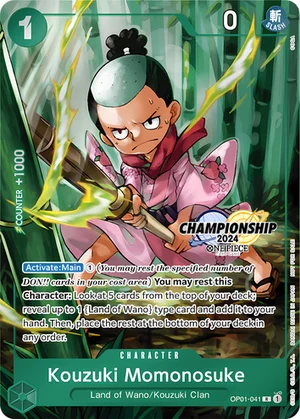 1
0
斬
SLASH
COUNTER +1000
CHAMPIONSHIP
2024
ONE PIECE
CARD GAME
Activate:Main ① (You may rest the specified number of
DON!! cards in your cost area) You may rest this
Character: Look at 5 cards from the top of your deck;
reveal up to 1 {Land of Wano} type card and add it to your
hand. Then, place the rest at the bottom of your deck in
any order.
CHARACTER
Kouzuki Momonosuke
Land of Wano/Kouzuki Clan
OP01-041 R